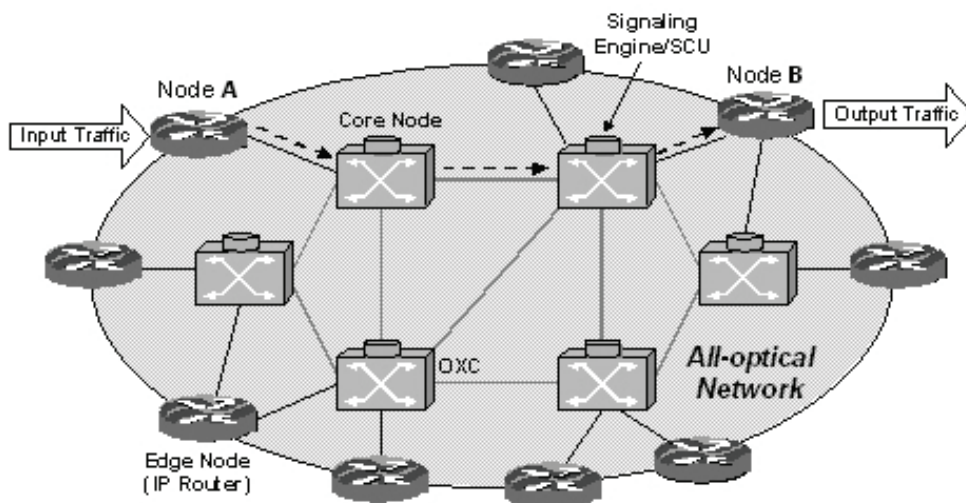 Signaling
Engine/SCU
Node A
Node B
Input Traffic
Core Node
Output Traffic
OXC
All-optical
Network
Edge Node
(IP Router)